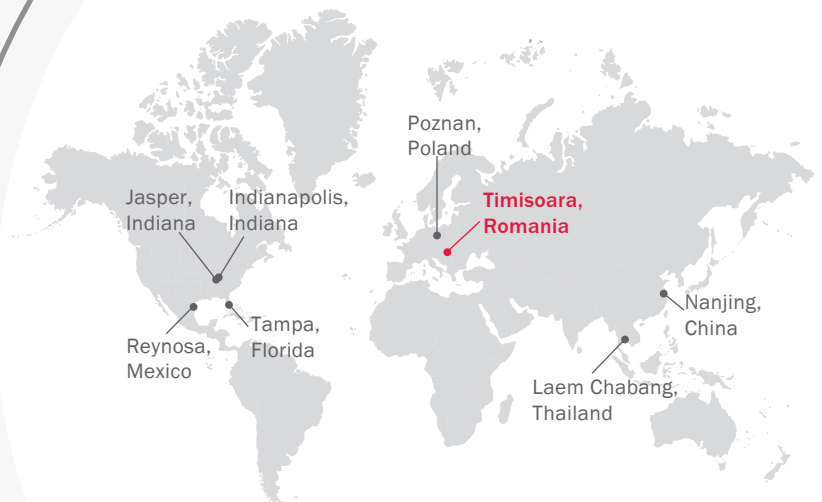 Poznan,
Poland
Jasper,
Indiana
Indianapolis,
Indiana
Timisoara,
Romania
Reynosa,
Mexico
Tampa,
Florida
Nanjing,
China
Laem Chabang,
Thailand